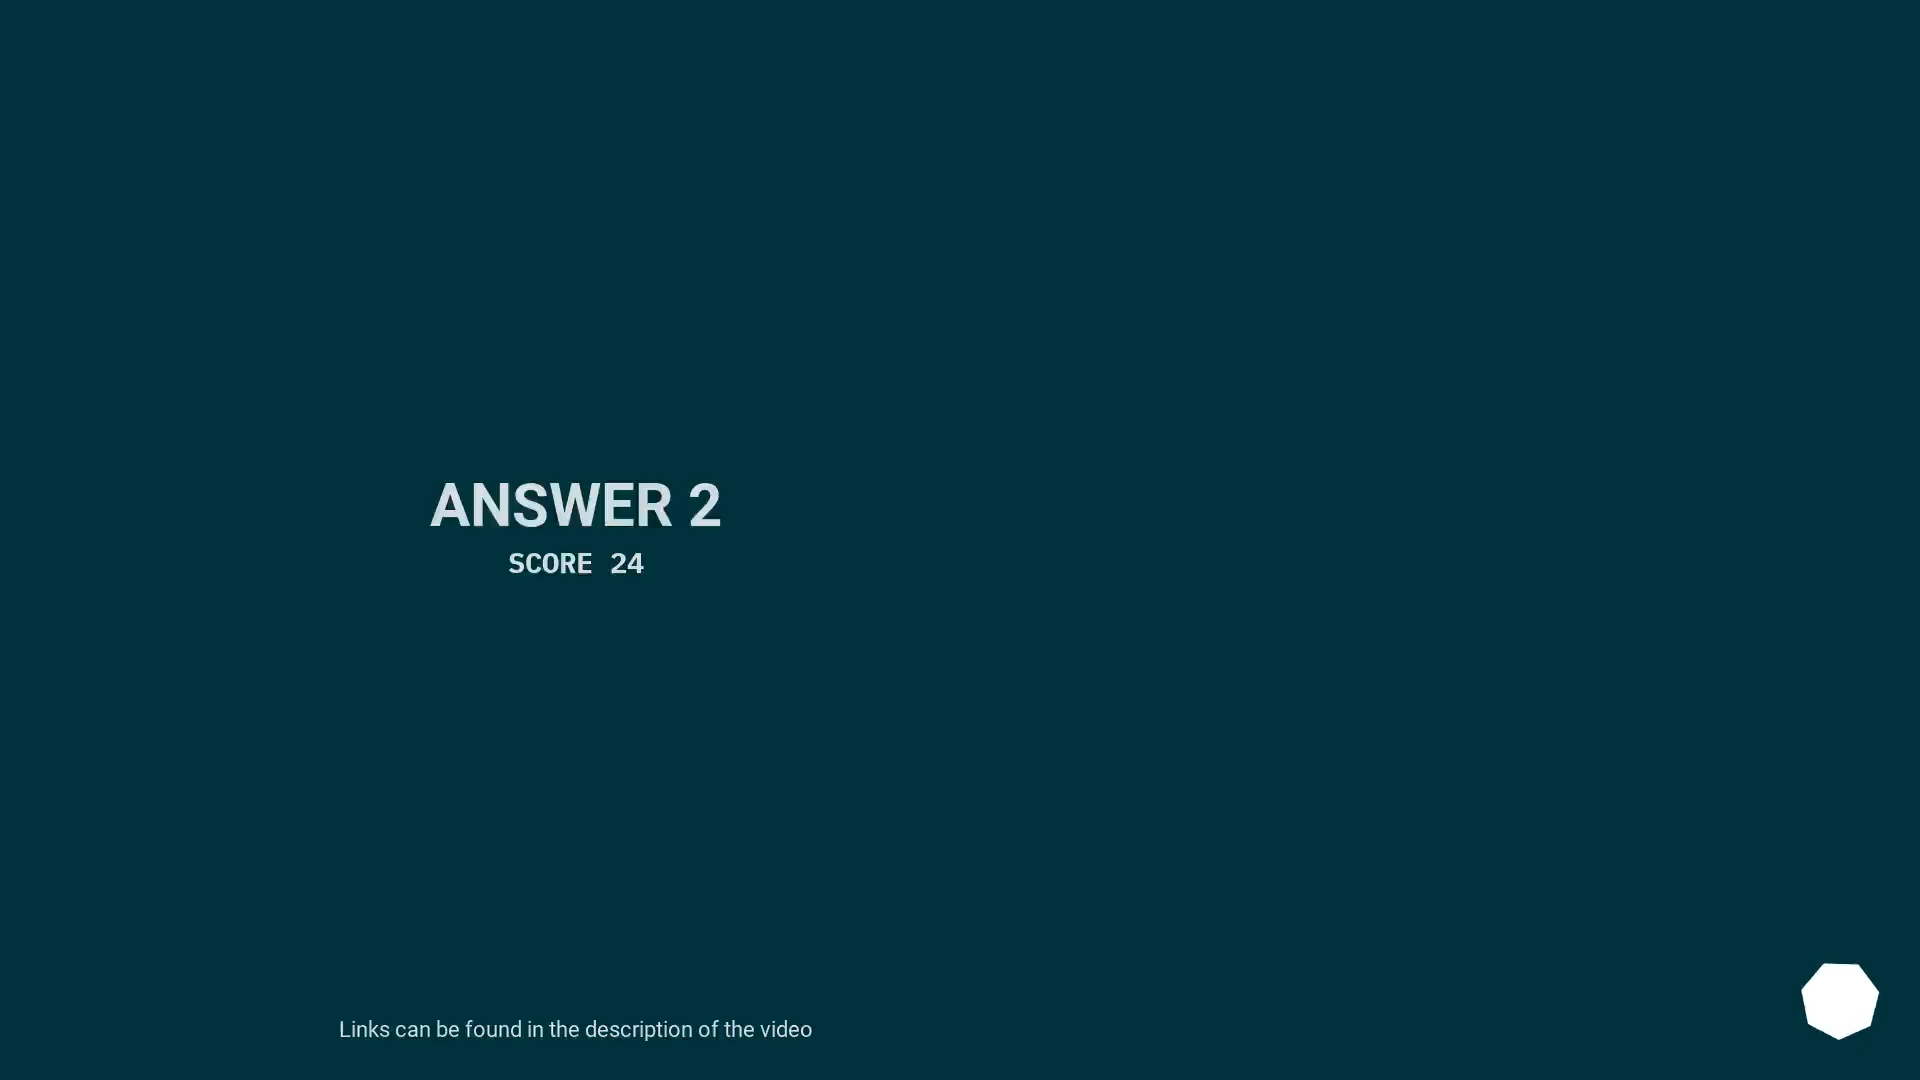 ANSWER 2
SCORE 24
Links can be found in the description of the video